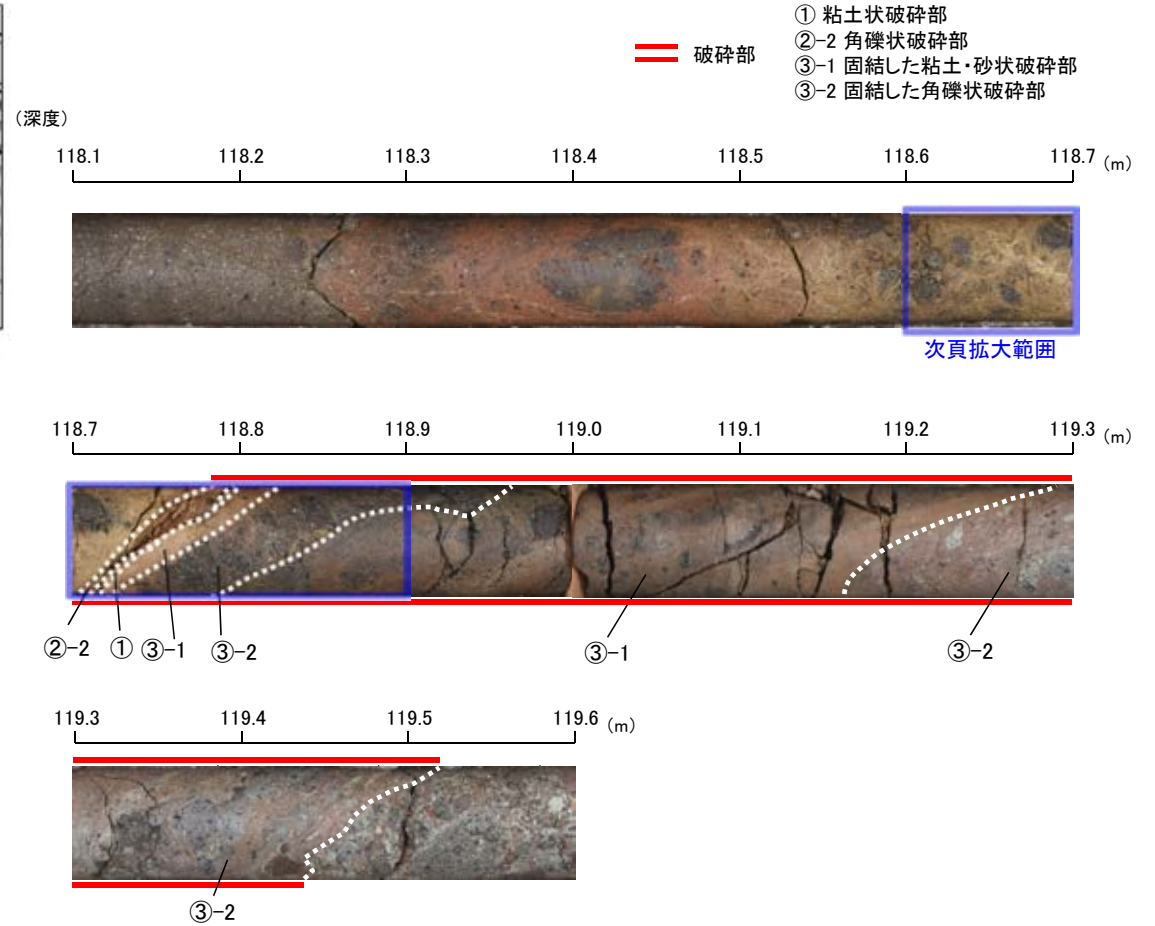 ① 粘土状破砕部
②-2 角礫状破砕部
③-1 固結した粘土・砂状破砕部
③-2 固結した角礫状破砕部
破砕部
（深度）
118.1 118.2 118.3 118.4 118.5 118.6 118.7 （m）
次頁拡大範囲
118.7 118.8 118.9 119.0 119.1 119.2 119.3 （m）
②-2 ① ③-1 ③-2 ③-1 ③-2
119.3 119.4 119.5 119.6 （m）
③-2